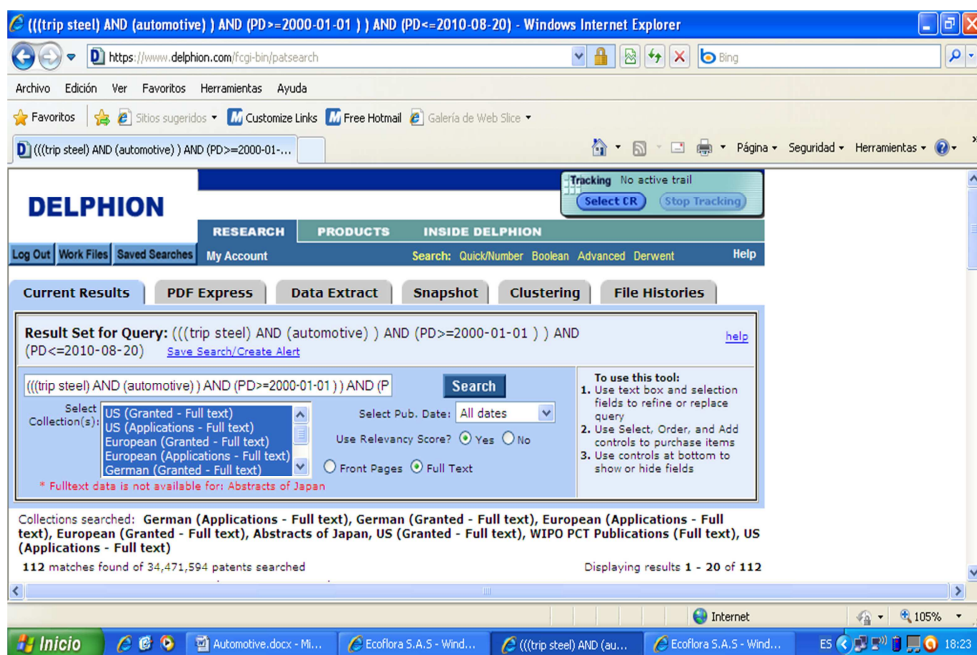 (((trip steel) AND (automotive) ) AND (PD>=2000-01-01 ) ) AND (PD<=2010-08-20) - Windows Internet Explorer
https://www.delphion.com/fcgi-bin/patsearch
Bing
Archivo Edición Ver Favoritos Herramientas Ayuda
Favoritos Sitios sugeridos Customize Links Free Hotmail Galería de Web Slice
(((trip steel) AND (automotive) ) AND (PD>=2000-01-...
Página Seguridad Herramientas
Tracking No active trail
Select CR Stop Tracking
DELPHION
RESEARCH PRODUCTS INSIDE DELPHION
Log Out Work Files Saved Searches My Account Search: Quick/Number Boolean Advanced Derwent Help
Current Results PDF Express Data Extract Snapshot Clustering File Histories
Result Set for Query: (((trip steel) AND (automotive) ) AND (PD>=2000-01-01 ) ) AND
(PD<=2010-08-20) Save Search/Create Alert
help
(((trip steel) AND (automotive) ) AND (PD>=2000-01-01 ) ) AND (P
Search
Select
Collection(s):
US (Granted - Full text)
US (Applications - Full text)
European (Granted - Full text)
European (Applications - Full text)
German (Granted - Full text)
Select Pub. Date: All dates
Use Relevancy Score? Yes No
Front Pages Full Text
* Fulltext data is not available for: Abstracts of Japan
To use this tool:
1. Use text box and selection
fields to refine or replace
query
2. Use Select, Order, and Add
controls to purchase items
3. Use controls at bottom to
show or hide fields
Collections searched: German (Applications - Full text), German (Granted - Full text), European (Applications - Full
text), European (Granted - Full text), Abstracts of Japan, US (Granted - Full text), WIPO PCT Publications (Full text), US
(Applications - Full text)
112 matches found of 34,471,594 patents searched
Displaying results 1 - 20 of 112
Internet 105%
Inicio Automotive.docx - Mi... Ecoflora S.A.S - Wind... (((trip steel) AND (au... Ecoflora S.A.S - Wind... ES 18:23